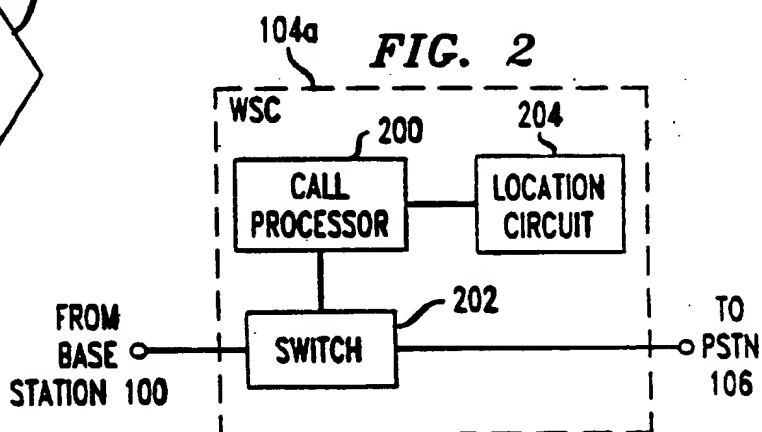 104a
FIG. 2
WSC
200
204
CALL
PROCESSOR
LOCATION
CIRCUIT
202
FROM
BASE
STATION 100
SWITCH
TO
PSTN
106